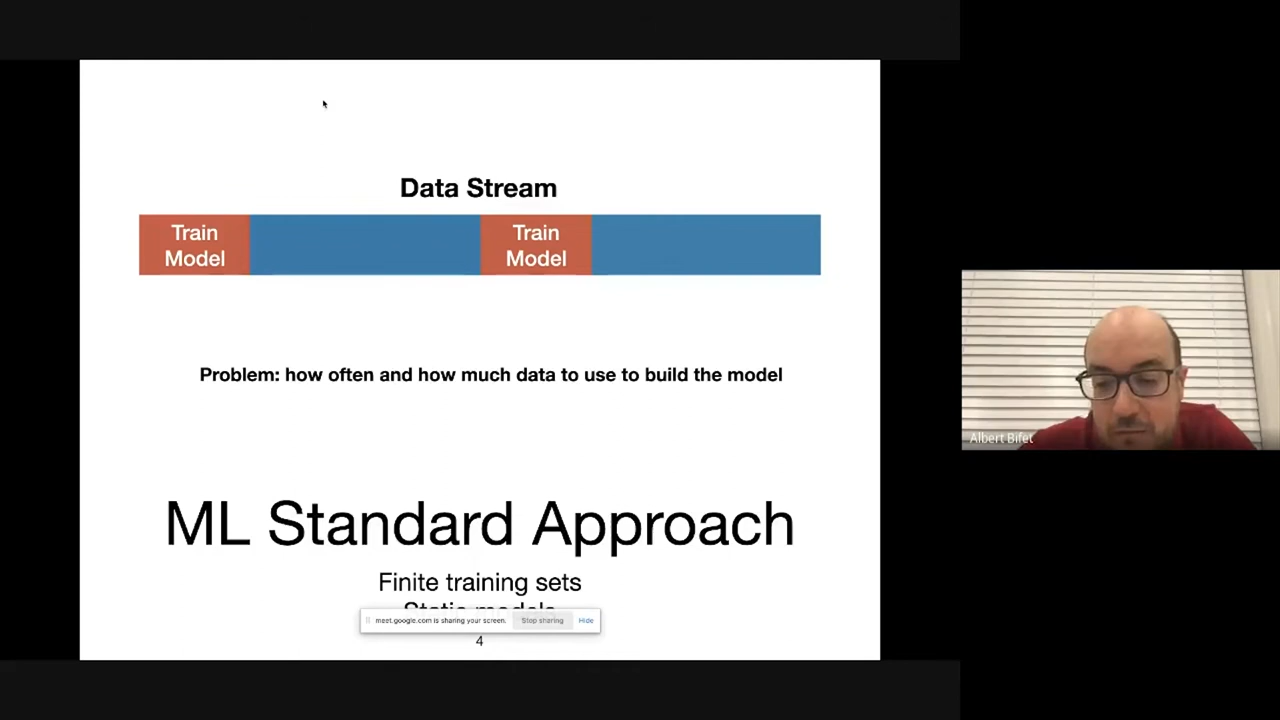 Data Stream
Train Model
Train Model
Problem: how often and how much data to use to build the model
ML Standard Approach
Finite training sets
Static models
meet.google.com is sharing your screen. Stop sharing Hide
4
Albert Bifet